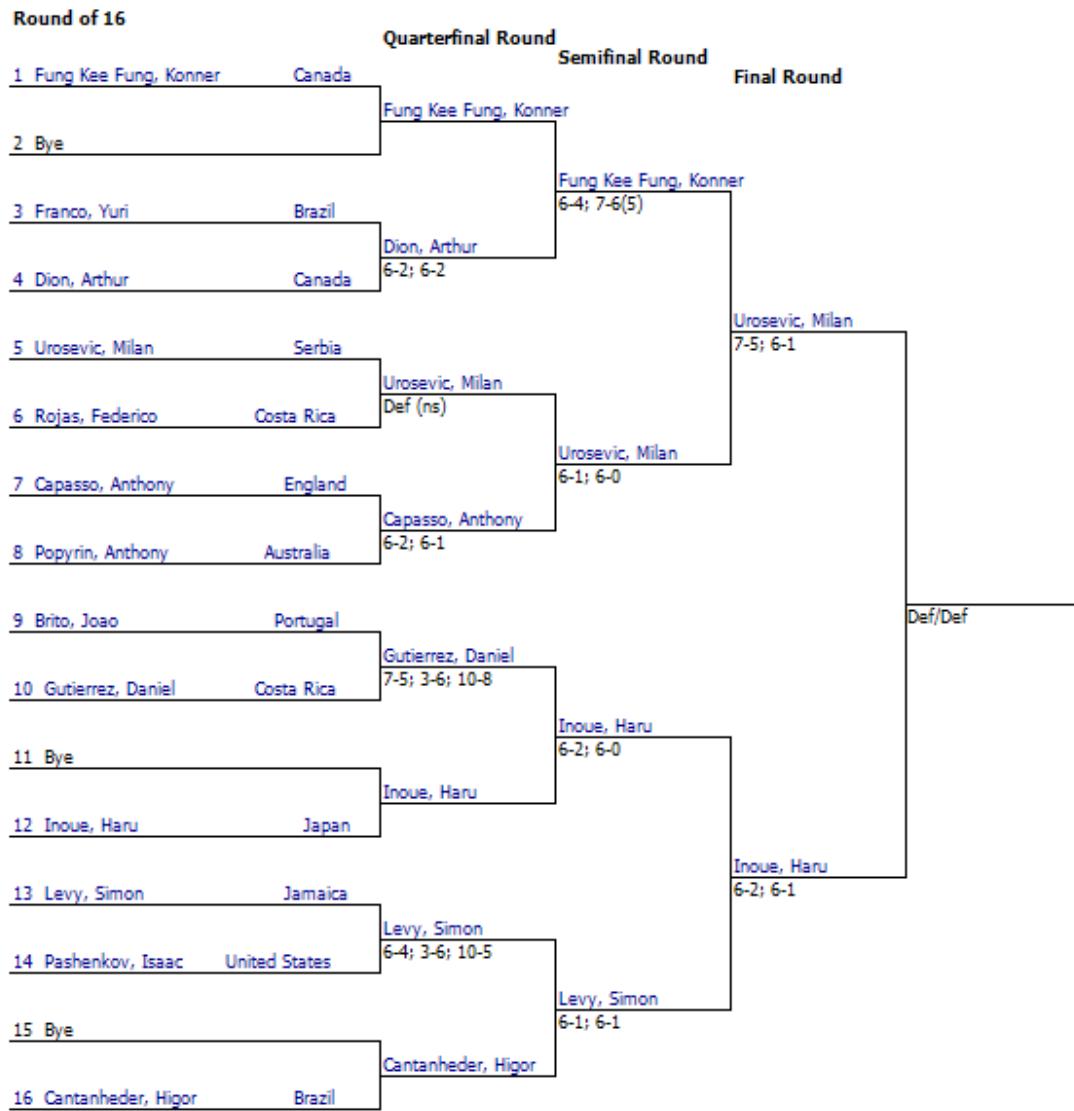 Round of 16
Quarterfinal Round
Semifinal Round
Final Round
1 Fung Kee Fung, Konner Canada
Fung Kee Fung, Konner
2 Bye
Fung Kee Fung, Konner
6-4; 7-6(5)
3 Franco, Yuri Brazil
Dion, Arthur
6-2; 6-2
4 Dion, Arthur Canada
Urosevic, Milan
7-5; 6-1
5 Urosevic, Milan Serbia
Urosevic, Milan
Def (ns)
6 Rojas, Federico Costa Rica
Urosevic, Milan
6-1; 6-0
7 Capasso, Anthony England
Capasso, Anthony
6-2; 6-1
8 Popyrin, Anthony Australia
Def/Def
9 Brito, Joao Portugal
Gutierrez, Daniel
7-5; 3-6; 10-8
10 Gutierrez, Daniel Costa Rica
Inoue, Haru
6-2; 6-0
11 Bye
Inoue, Haru
12 Inoue, Haru Japan
Inoue, Haru
6-2; 6-1
13 Levy, Simon Jamaica
Levy, Simon
6-4; 3-6; 10-5
14 Pashenkov, Isaac United States
Levy, Simon
6-1; 6-1
15 Bye
Cantanheder, Higor
16 Cantanheder, Higor Brazil